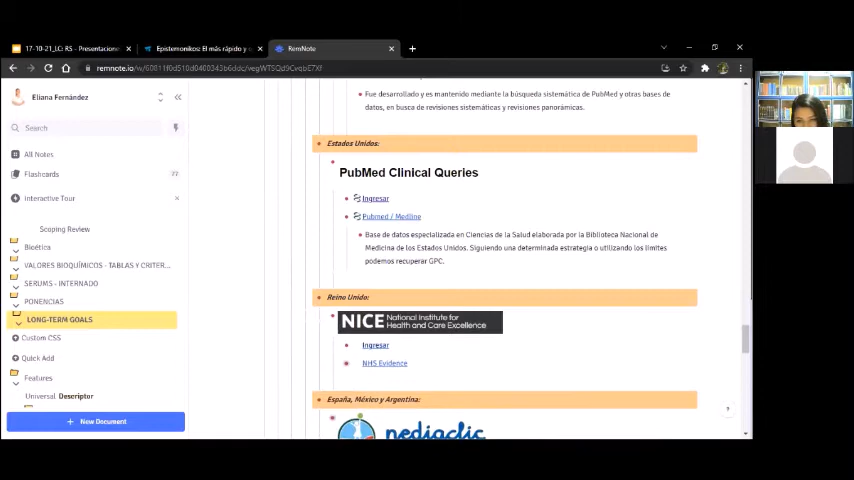 17-10-21_LC: RS - Presentacione
Epistemonikos: El más rápido y e
RemNote
remnote.io/w/
Eliana Fernández
Search
All Notes
Flashcards
77
Interactive Tour
Scoping Review
Bioética
VALORES BIOQUÍMICOS - TABLAS Y CRITER...
SERUMS - INTERNADO
PONENCIAS
LONG-TERM GOALS
Custom CSS
Quick Add
Features
Universal Descriptor
+ New Document
Fue desarrollado y es mantenido mediante la búsqueda sistemática de PubMed y otras bases de
datos, en busca de revisiones sistemáticas y revisiones panorámicas.
Estados Unidos:
PubMed Clinical Queries
Ingresar
Pubmed / Medline
Base de datos especializada en Ciencias de la Salud elaborada por la Biblioteca Nacional de
Medicina de los Estados Unidos. Siguiendo una determinada estrategia o utilizando los límites
podemos recuperar GPC.
Reino Unido:
NICE National Institute for
Health and Care Excellence
Ingresar
NHS Evidence
España, México y Argentina:
?